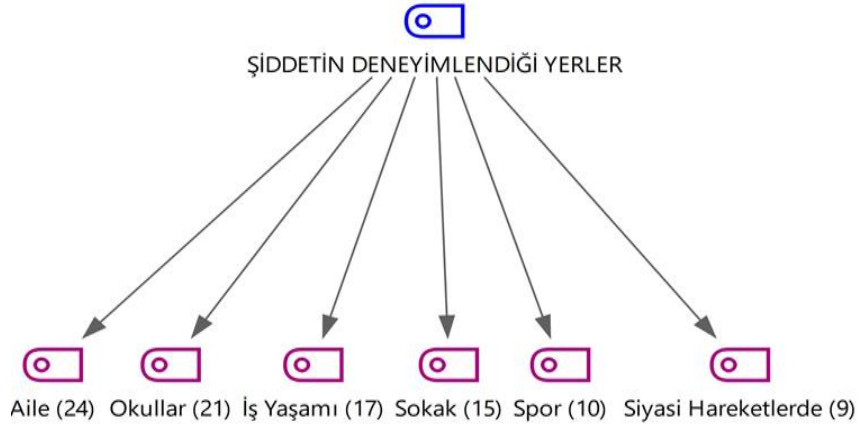 ŞİDDETİN DENEYİMLENDİĞİ YERLER
Aile (24) Okullar (21) İş Yaşamı (17) Sokak (15) Spor (10) Siyasi Hareketlerde (9)